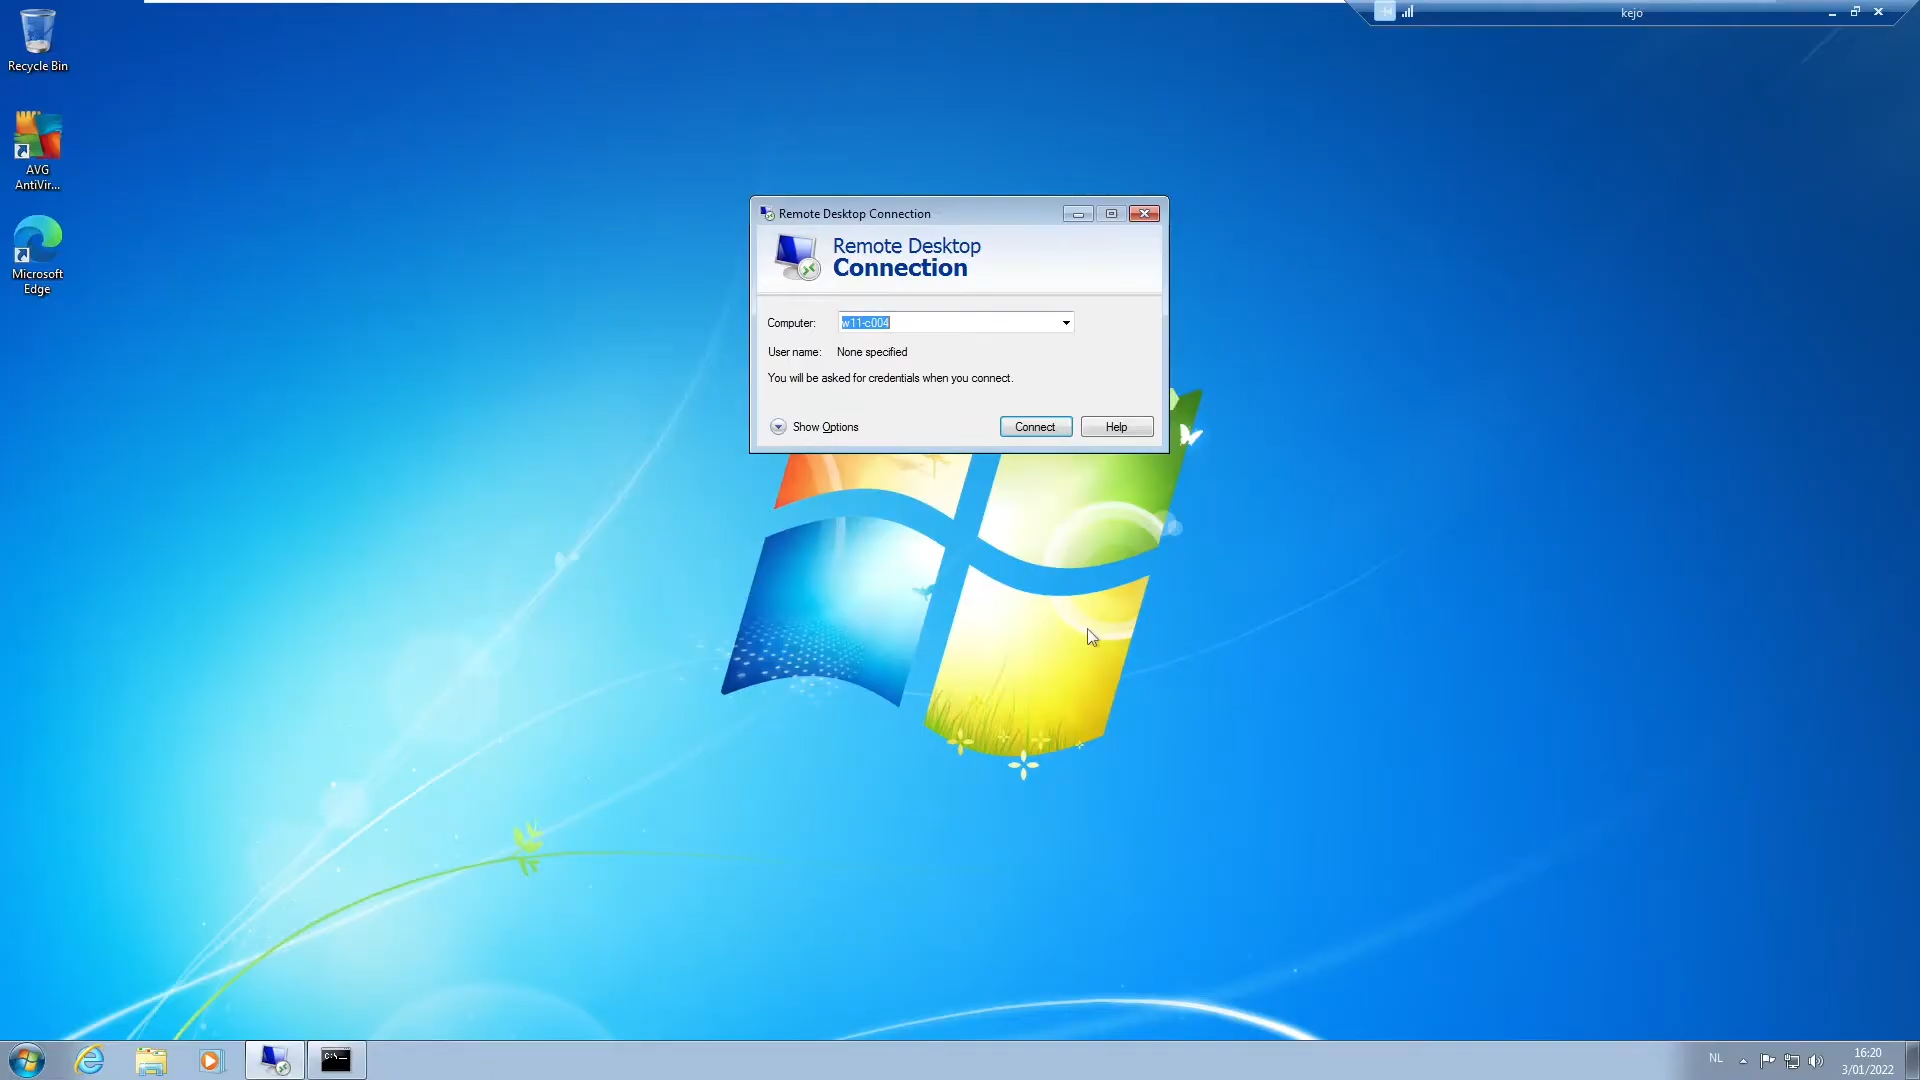 kejo
Recycle Bin
AVG
AntiVir...
Microsoft
Edge
Remote Desktop Connection
Remote Desktop
Connection
Computer: w11-c004
User name: None specified
You will be asked for credentials when you connect.
Show Options Connect Help
C:\_
NL
16:20
3/01/2022